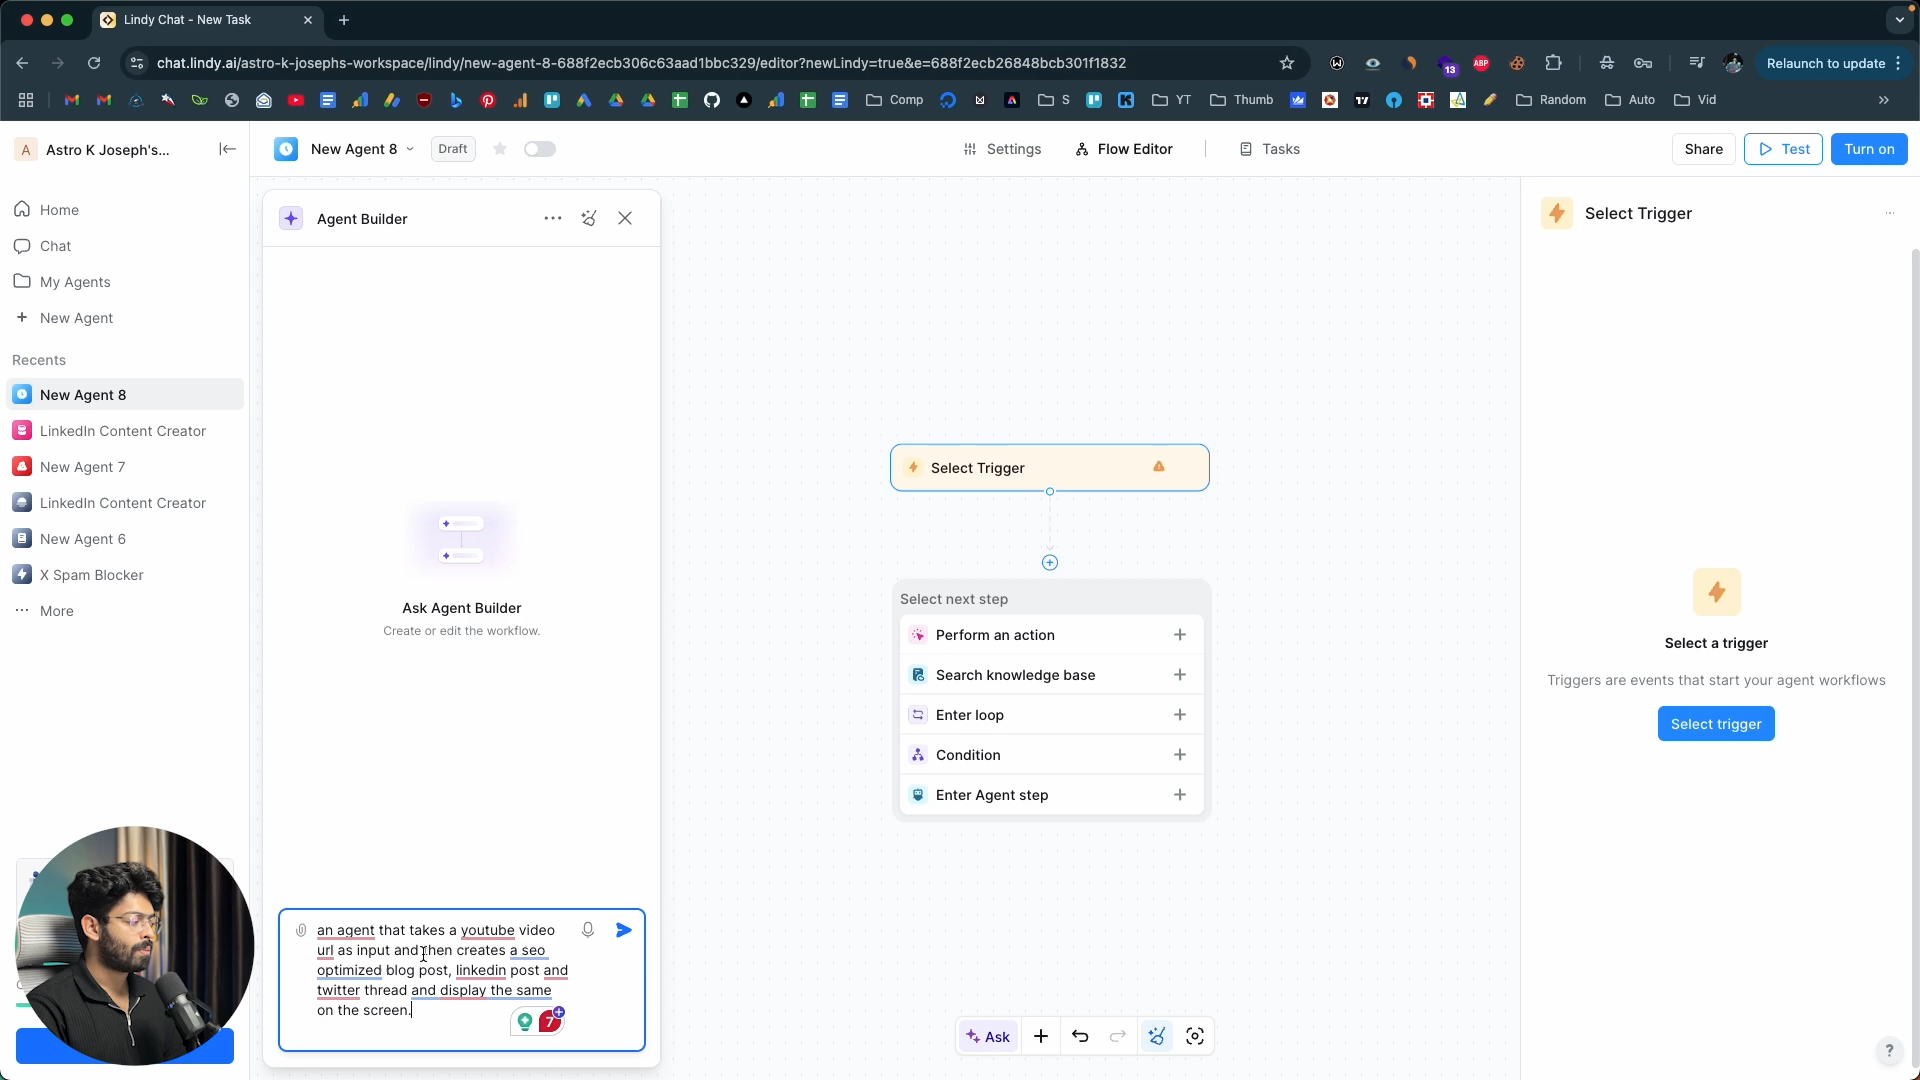 Lindy Chat - New Task
chat.lindy.ai/astro-k-josephs-workspace/lindy/new-agent-8-688f2ecb306c63aad1bbc329/editor?newLindy=true&e=688f2ecb26848bcb301f1832
13
ABP
Relaunch to update
Comp
S
YT
Thumb
Random
Auto
Vid
A
Astro K Joseph's...
New Agent 8
Draft
Settings
Flow Editor
Tasks
Share
Test
Turn on
Home
Chat
My Agents
New Agent
Recents
New Agent 8
LinkedIn Content Creator
New Agent 7
LinkedIn Content Creator
New Agent 6
X Spam Blocker
More
Agent Builder
Ask Agent Builder
Create or edit the workflow.
an agent that takes a youtube video
url as input and then creates a seo
optimized blog post, linkedin post and
twitter thread and display the same
on the screen.
7
Select Trigger
Select next step
Perform an action
Search knowledge base
Enter loop
Condition
Enter Agent step
Ask
Select Trigger
Select a trigger
Triggers are events that start your agent workflows
Select trigger
?